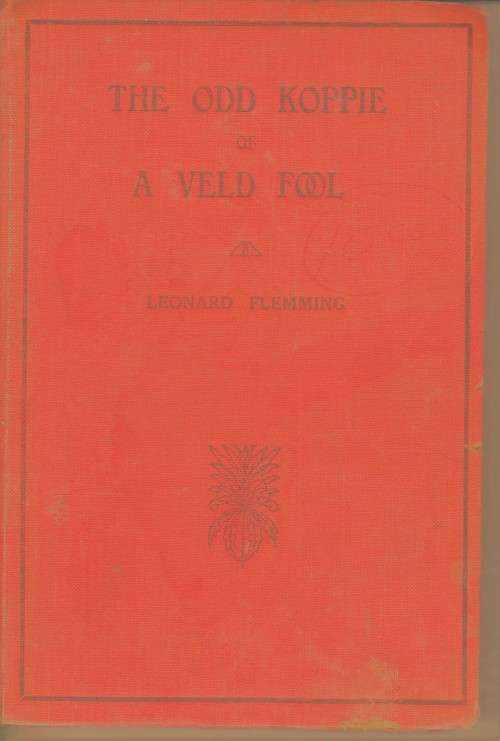 THE ODD KOPPIE
OF
A VELD FOOL
LEONARD FLEMMING